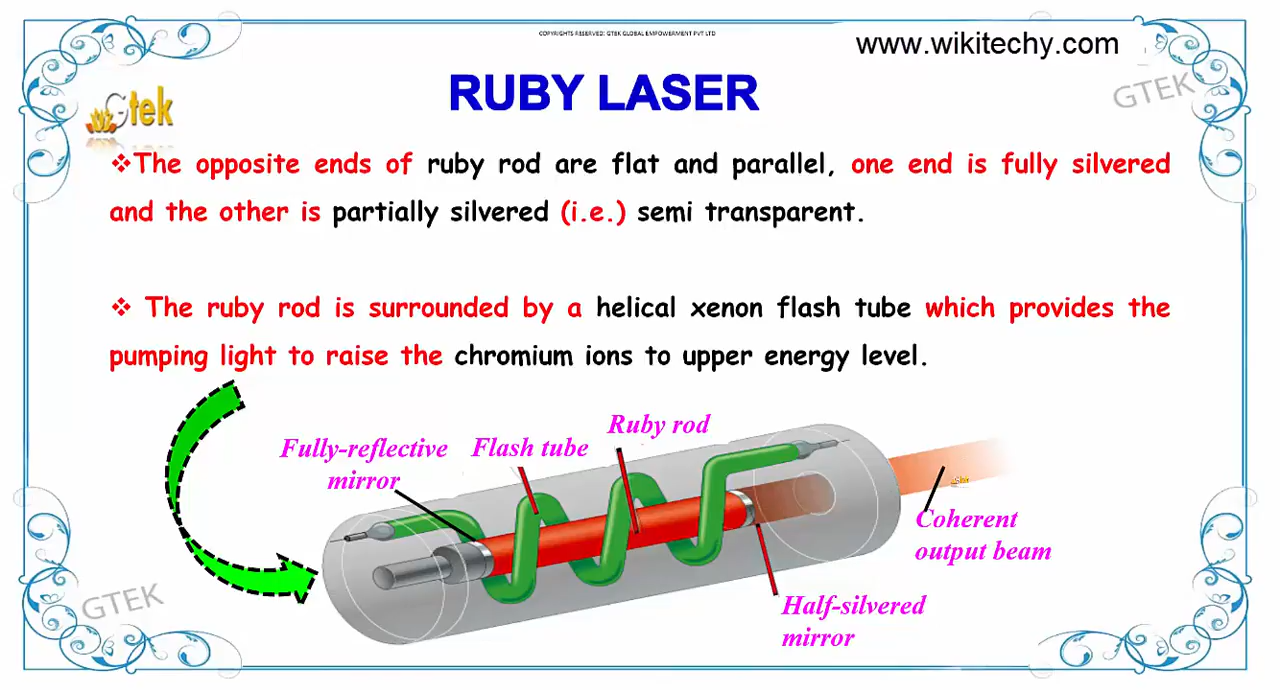 COPYRIGHTS RESERVED: GTEK GLOBAL EMPOWERMENT PVT LTD
www.wikitechy.com
RUBY LASER
Gtek
GTEK
❖The opposite ends of ruby rod are flat and parallel, one end is fully silvered
and the other is partially silvered (i.e.) semi transparent.
❖ The ruby rod is surrounded by a helical xenon flash tube which provides the
pumping light to raise the chromium ions to upper energy level.
Ruby rod
Fully-reflective
mirror
Flash tube
Coherent
output beam
Half-silvered
mirror
GTEK